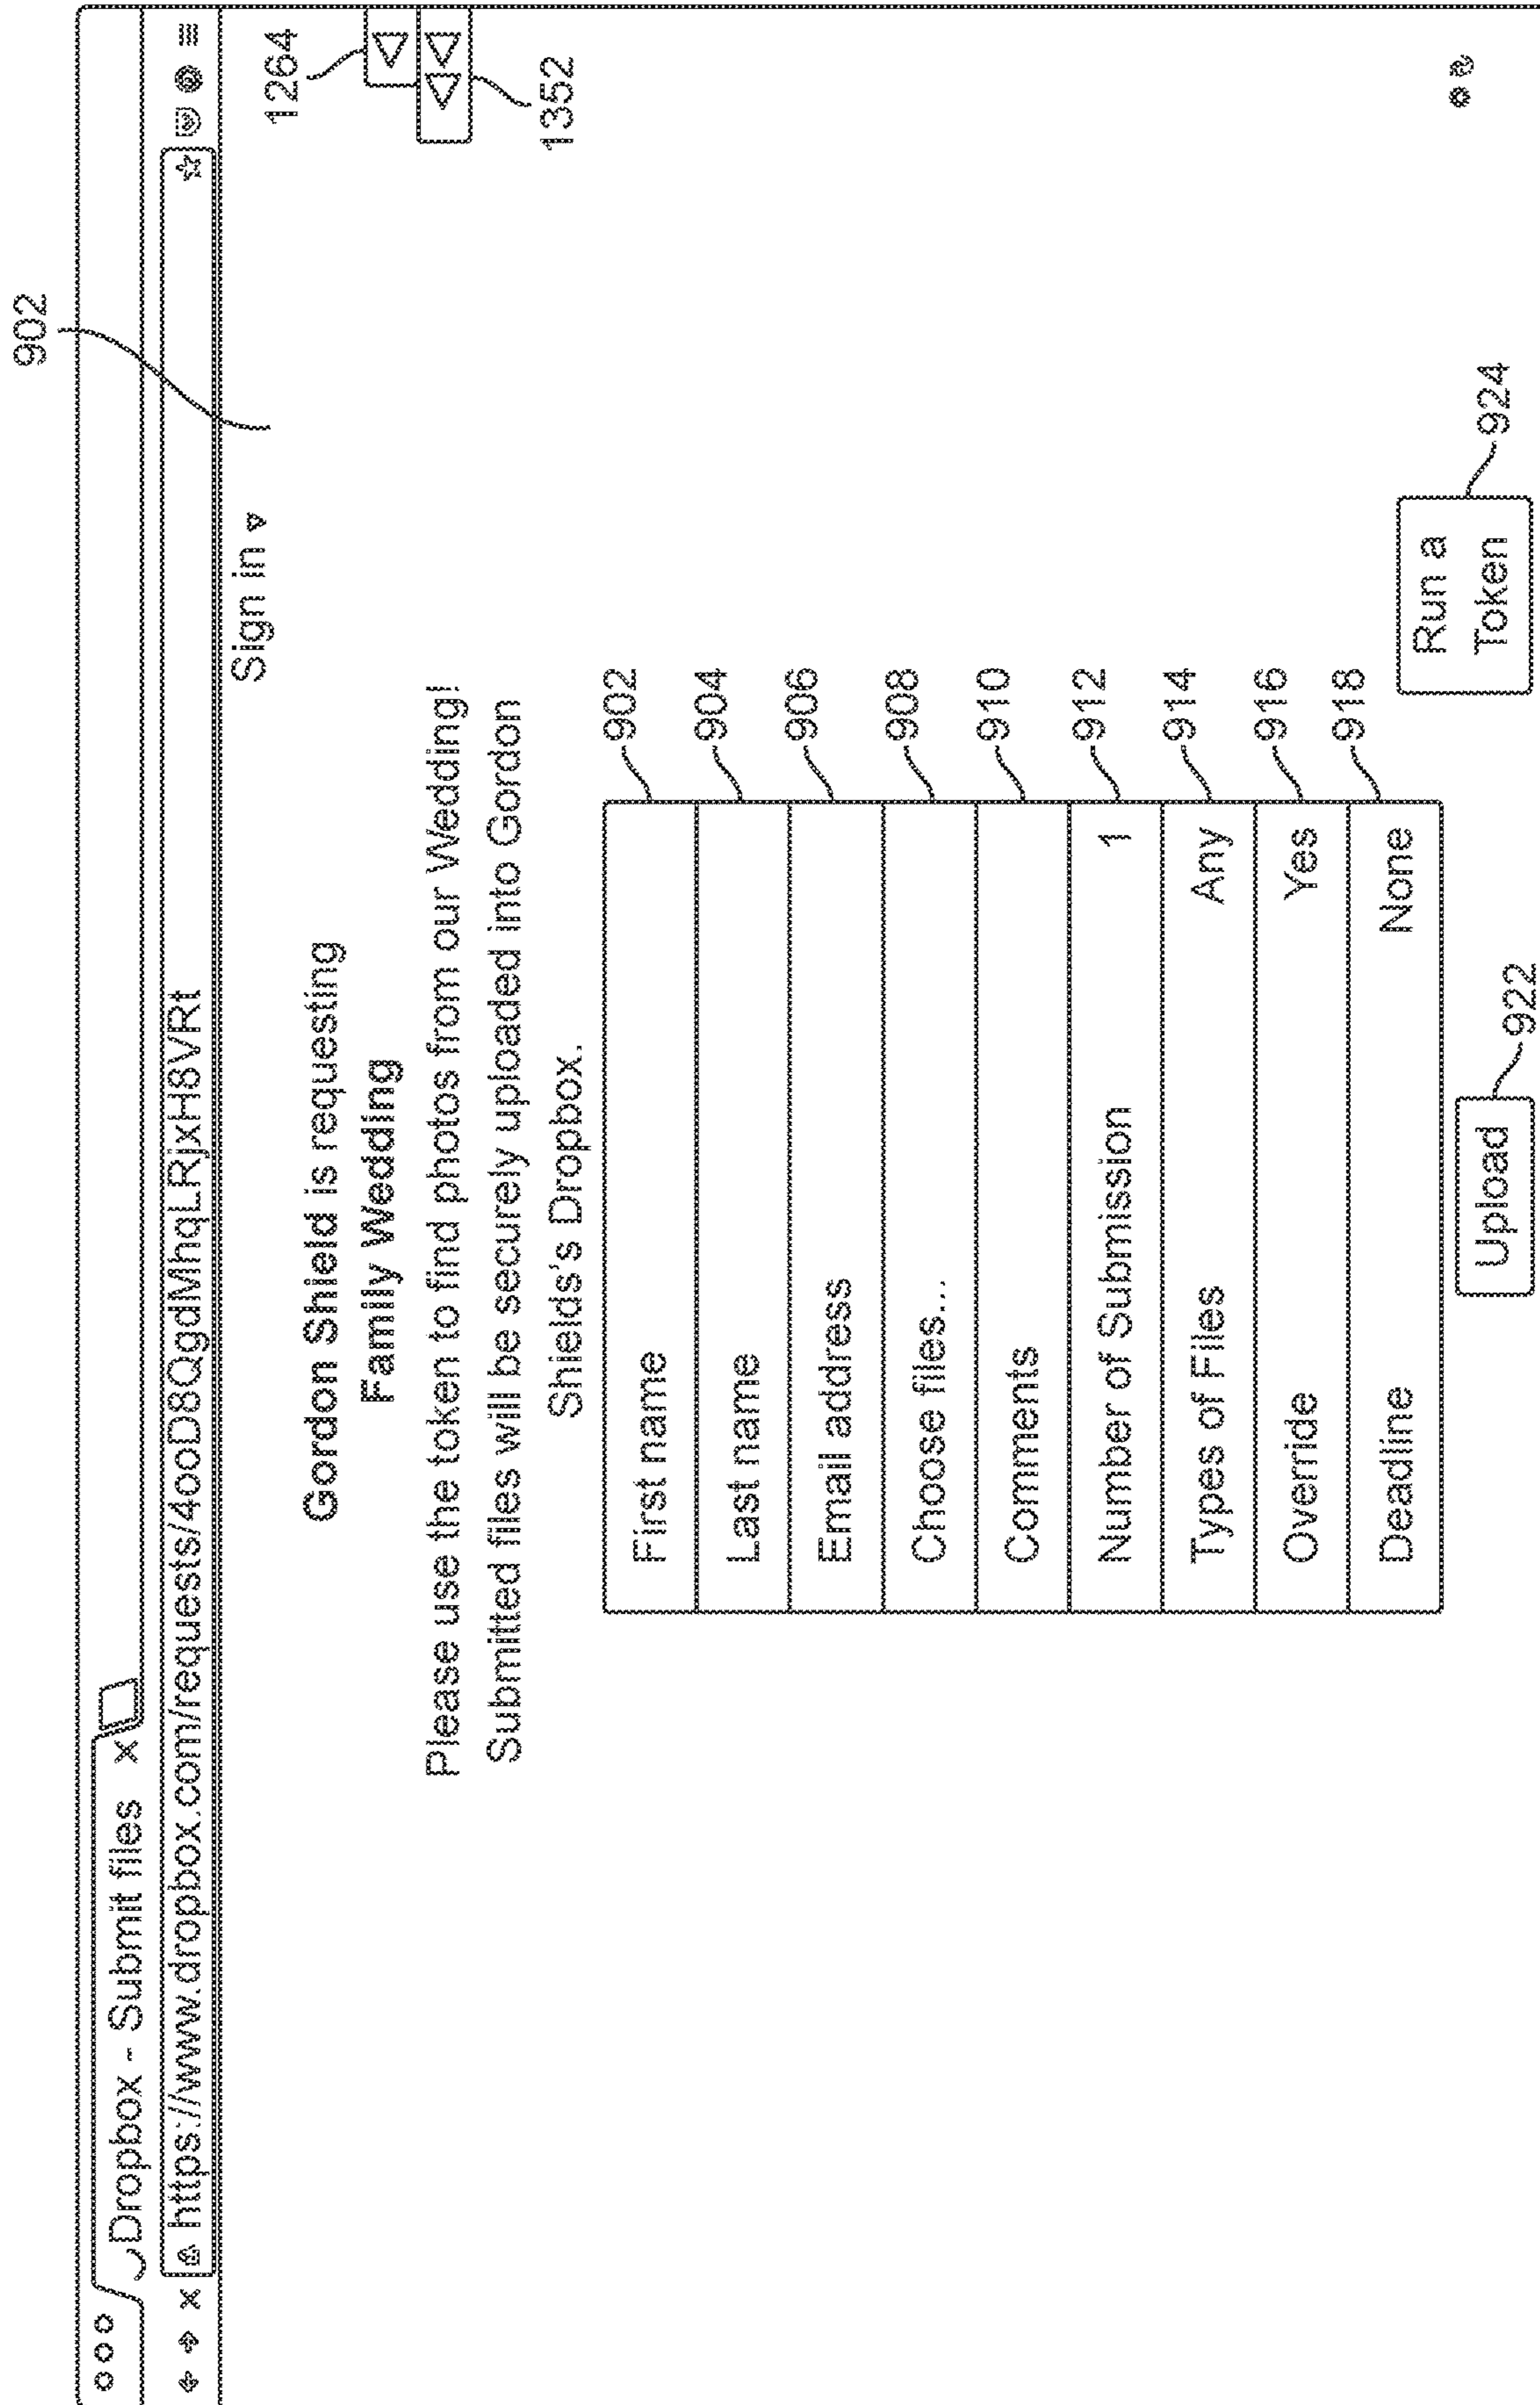 902
Dropbox - Submit files x
https://www.dropbox.com/requests/4ooD8QgdMhqLRjxH8VRt
Sign in
1264
Gordon Shield is requesting
Family Wedding
1352
Please use the token to find photos from our Wedding!
Submitted files will be securely uploaded into Gordon
Shields's Dropbox.
First name 902
Last name 904
Email address 906
Choose files... 908
Comments 910
Number of Submission 1 912
Types of Files Any 914
Override Yes 916
Deadline None 918
Run a
Token
924
Upload
922